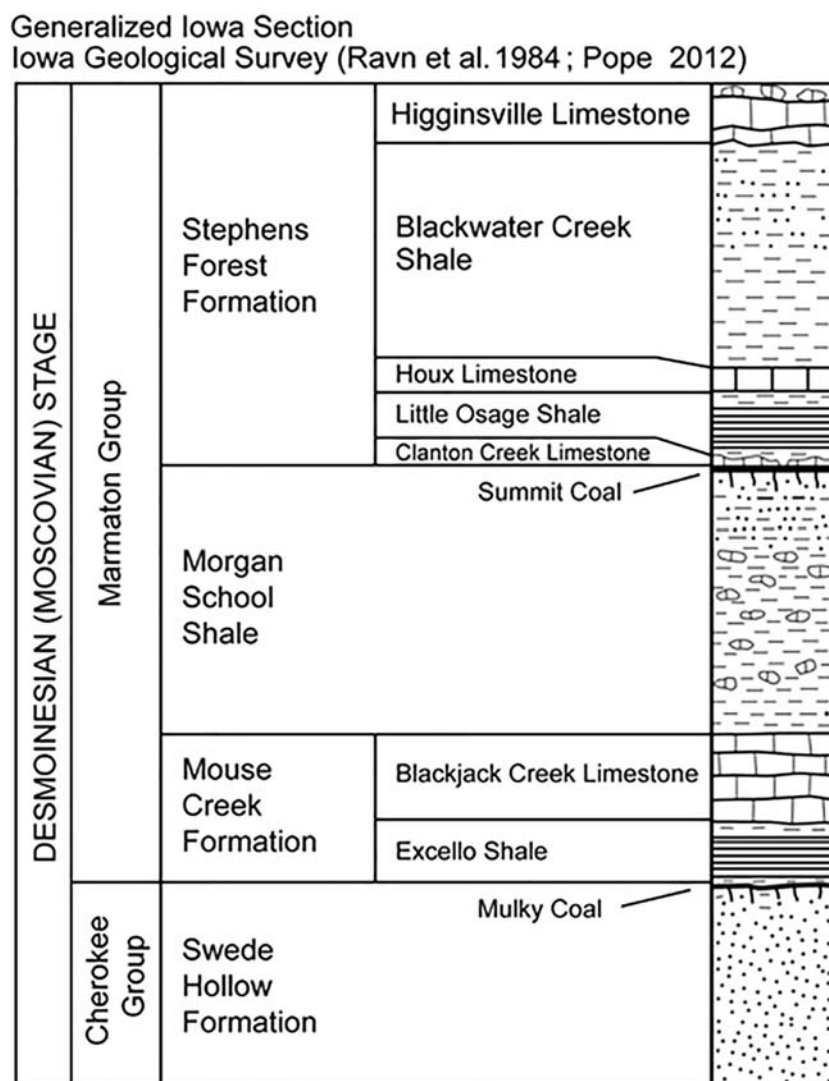 Generalized Iowa Section
Iowa Geological Survey (Ravn et al. 1984 ; Pope 2012)
DESMOINESIAN (MOSCOVIAN) STAGE
Marmaton Group
Stephens
Forest
Formation
Higginsville Limestone
Blackwater Creek
Shale
Houx Limestone
Little Osage Shale
Clanton Creek Limestone
Summit Coal
Morgan
School
Shale
Mouse
Creek
Formation
Blackjack Creek Limestone
Excello Shale
Cherokee
Group
Mulky Coal
Swede
Hollow
Formation